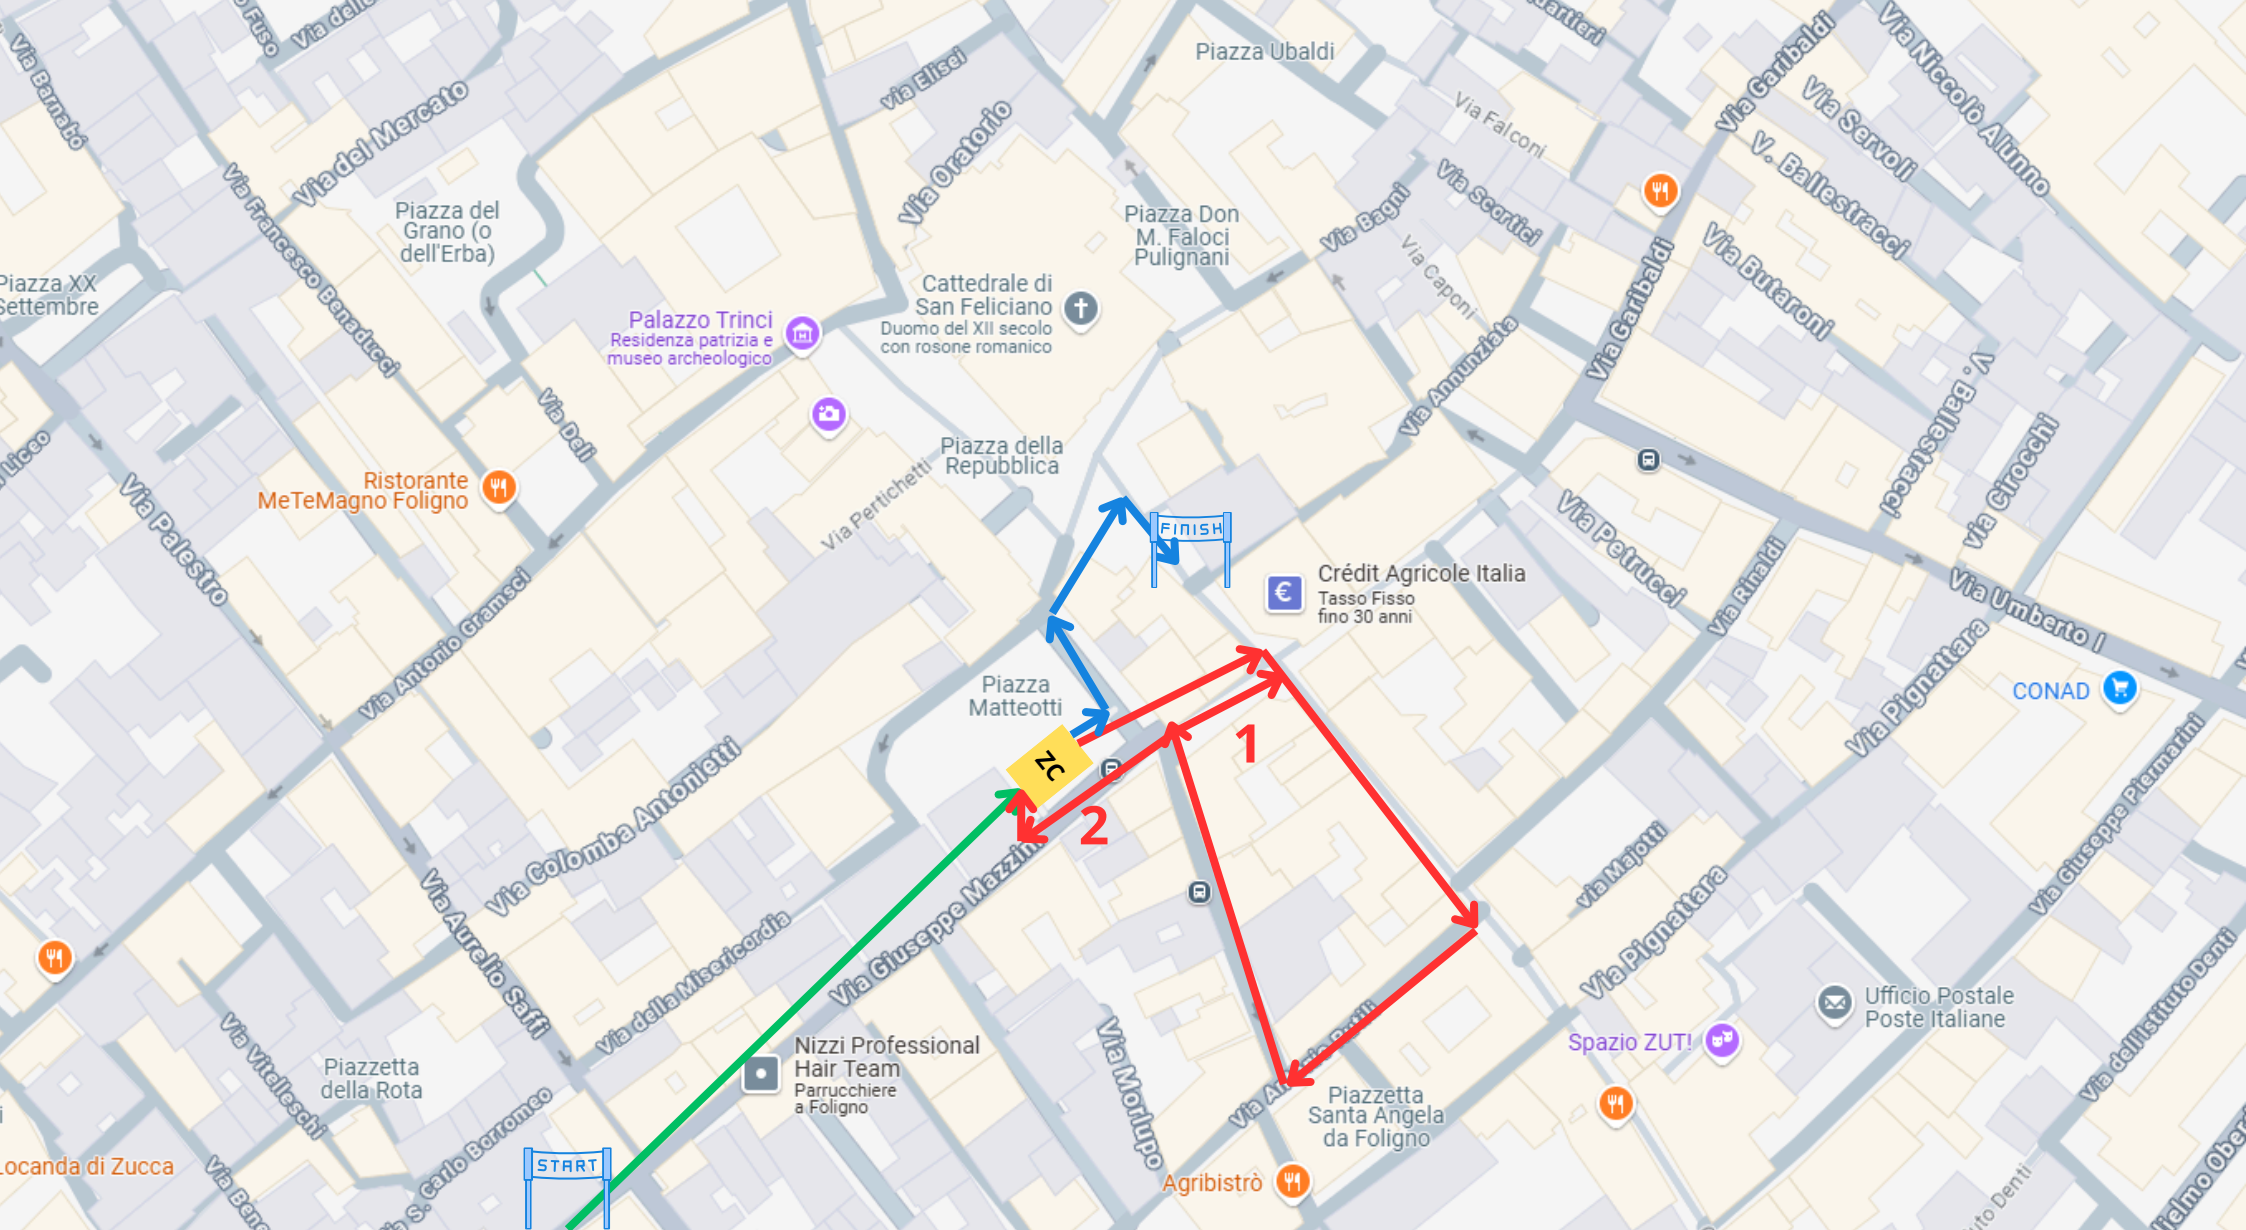 Via Barnabò
Via del Mercato
via Elisei
Piazza Ubaldi
Via Garibaldi
Via Niccolò Alunno
Via Falconi
Via Servoli
V. Ballestracci
Via Oratorio
Via Francesco Benaducci
Piazza del
Grano (o
dell'Erba)
Piazza Don
M. Faloci
Pulignani
Via Bagni
Via Scortici
Via Caponi
Via Butaroni
Via Garibaldi
Piazza XX
Settembre
Cattedrale di
San Feliciano
Duomo del XII secolo
con rosone romanico
Palazzo Trinci
Residenza patrizia e
museo archeologico
Via Annunziata
V. Ballestracci
via Cirocchi
Via Deli
Liceo
Piazza della
Repubblica
Via Pertichetti
Ristorante
MeTeMagno Foligno
Via Palestro
FINISH
Via Petrucci
Via Rinaldi
Via Umberto I
Crédit Agricole Italia
Tasso Fisso
fino 30 anni
Via Antonio Gramsci
Piazza
Matteotti
Via Pignattara
CONAD
ZC
1
2
Via Colomba Antonietti
Via Giuseppe Mazzini
Via Giuseppe Piermarini
via Majotti
Via Pignattara
Via Aurelio Saffi
Via della Misericordia
Via dell'Istituto Denti
Ufficio Postale
Poste Italiane
Spazio ZUT!
Nizzi Professional
Hair Team
Parrucchiere
a Foligno
Via Morlupo
Via Vitelleschi
Piazzetta
della Rota
Piazzetta
Santa Angela
da Foligno
Via S. Carlo Borromeo
START
Locanda di Zucca
Agribistrò